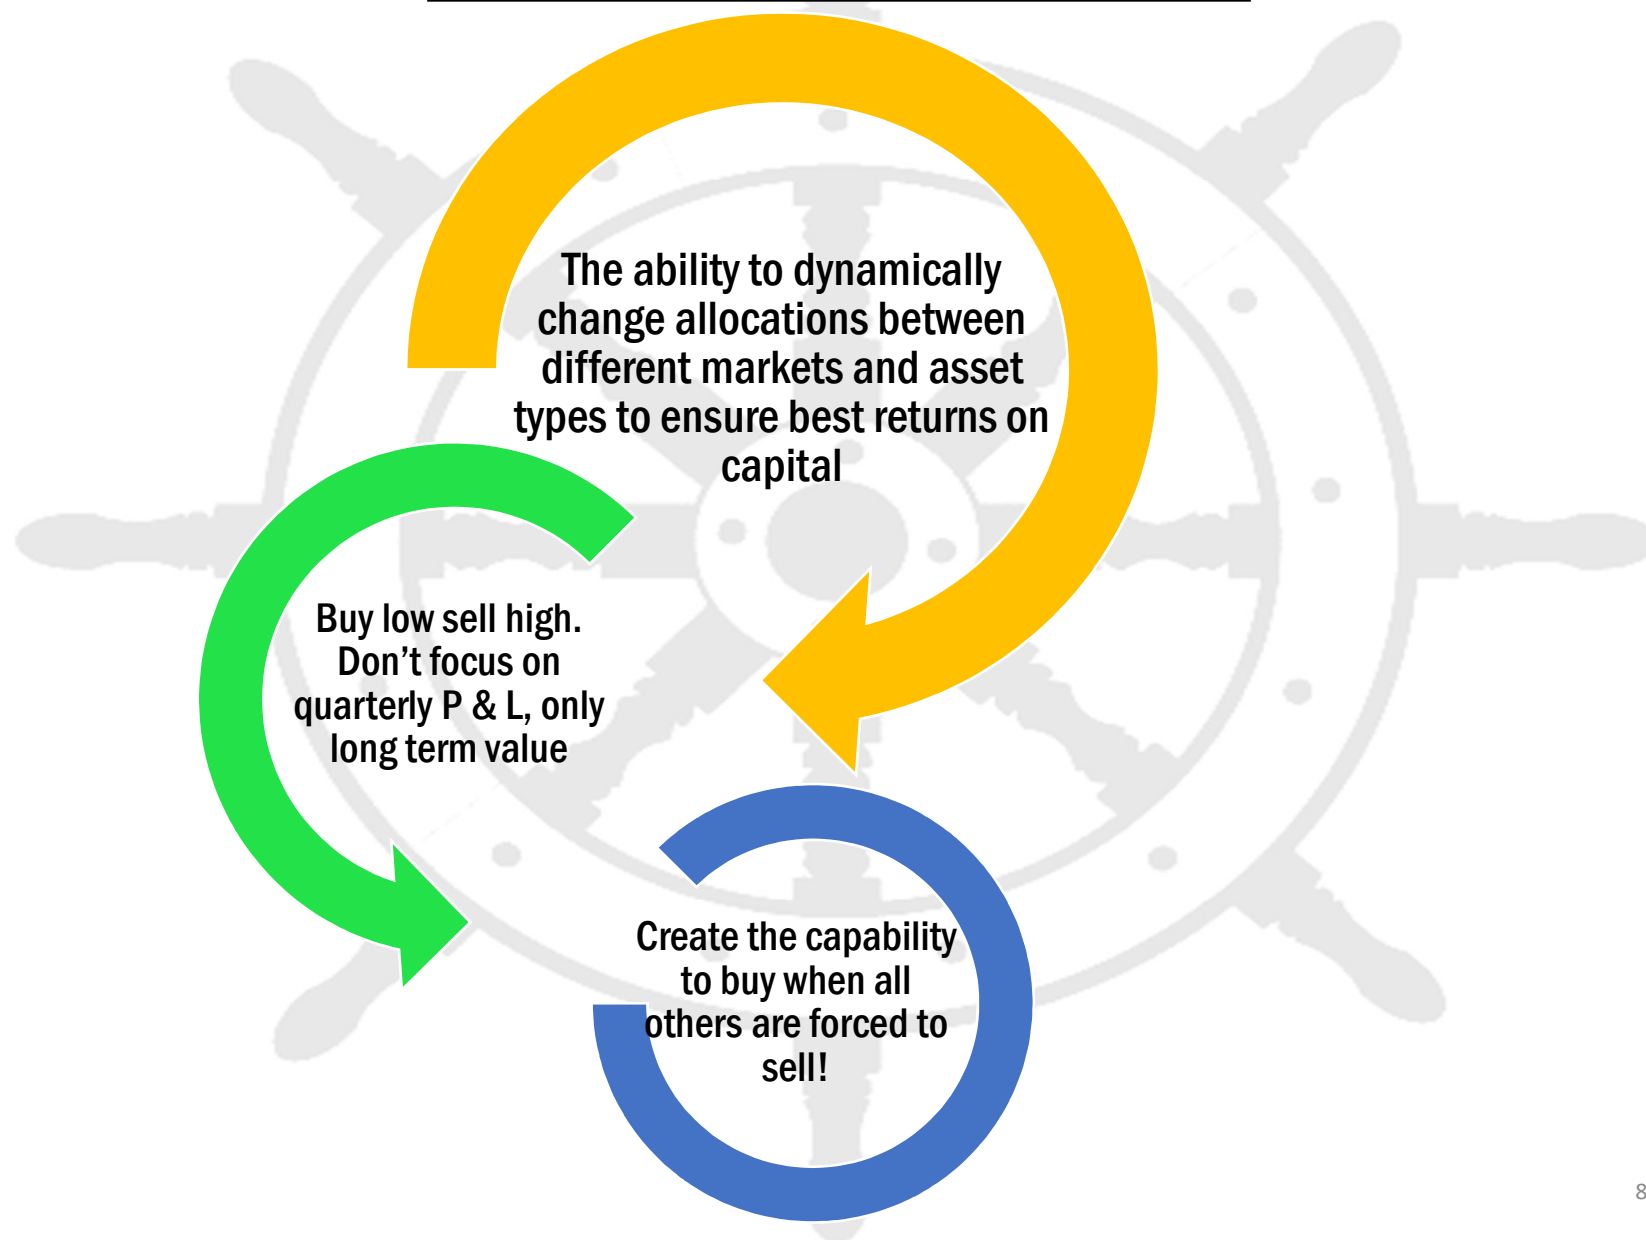 The ability to dynamically
change allocations between
different markets and asset
types to ensure best returns on
capital
Buy low sell high.
Don’t focus on
quarterly P & L, only
long term value
Create the capability
to buy when all
others are forced to
sell!
8